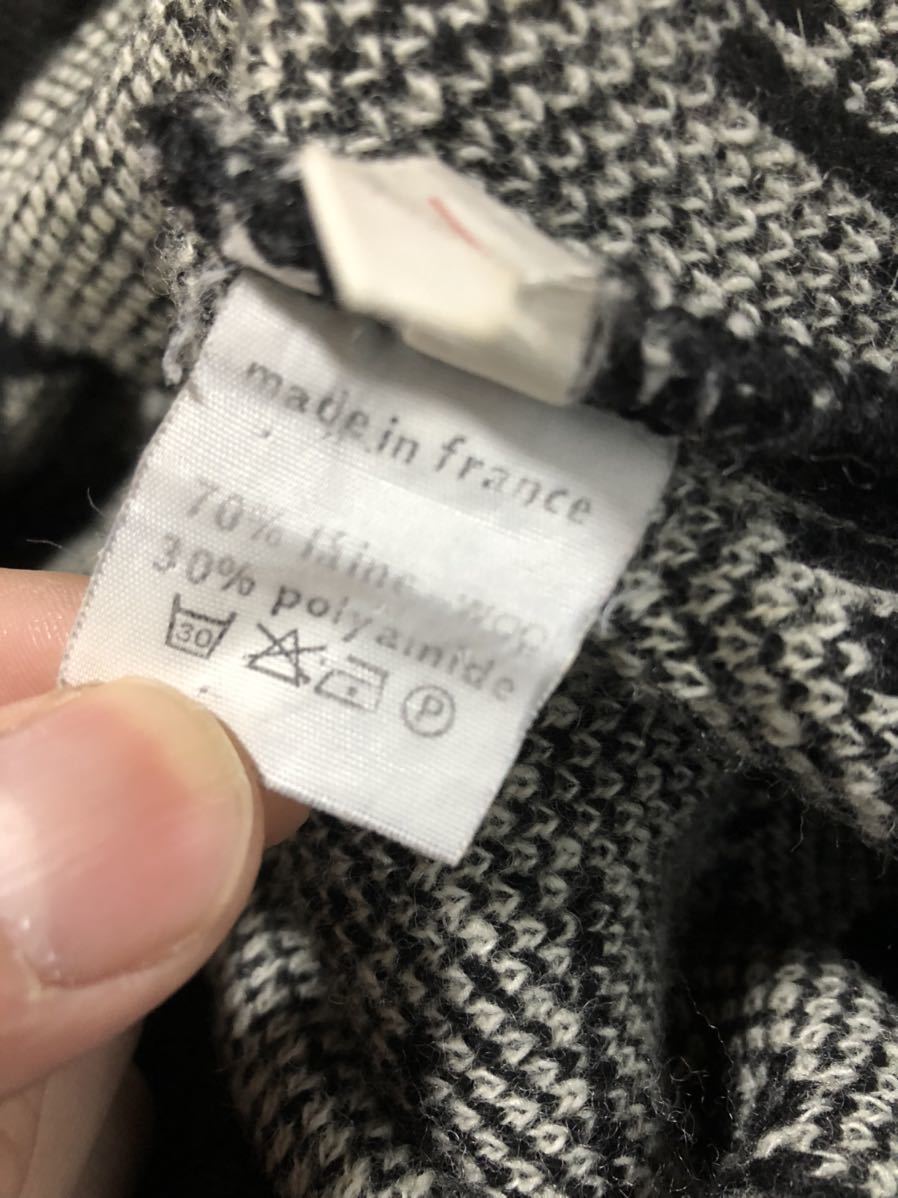 made in france
70% laine-wool
30% polyamide
30 P